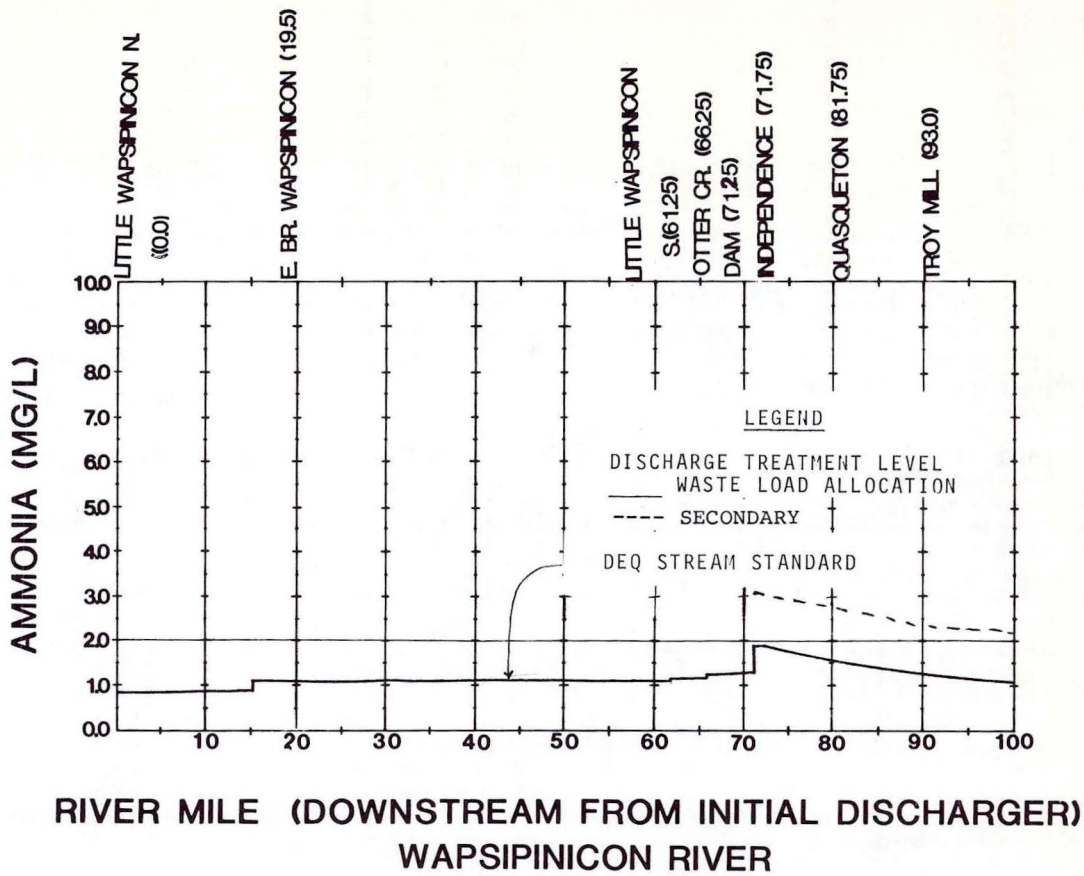 LITTLE WAPSIPINICON N.
((0.0)
E. BR. WAPSIPINICON (19.5)
LITTLE WAPSIPINICON
S.(61.25)
OTTER CR. (66.25)
DAM (71.25)
INDEPENDENCE (71.75)
QUASQUETON (81.75)
TROY MILL (93.0)
AMMONIA (MG/L)
10.0
9.0
8.0
7.0
6.0
5.0
4.0
3.0
2.0
1.0
0.0
LEGEND
DISCHARGE TREATMENT LEVEL
WASTE LOAD ALLOCATION
SECONDARY
DEQ STREAM STANDARD
10 20 30 40 50 60 70 80 90 100
RIVER MILE (DOWNSTREAM FROM INITIAL DISCHARGER)
WAPSIPINICON RIVER